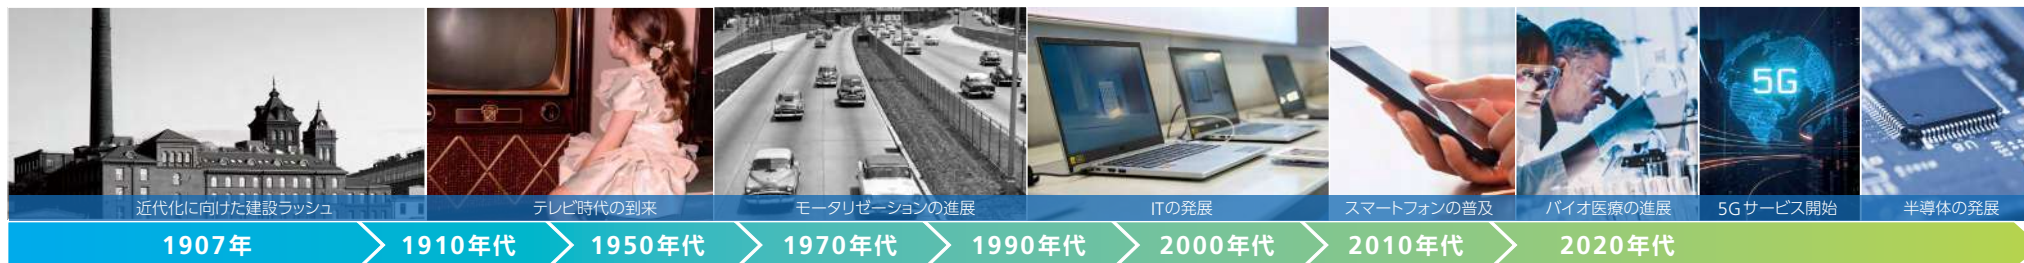 5G
近代化に向けた建設ラッシュ
テレビ時代の到来
モータリゼーションの進展
ITの発展
スマートフォンの普及
バイオ医療の進展
5Gサービス開始
半導体の発展
1907年
1910年代
1950年代
1970年代
1990年代
2000年代
2010年代
2020年代